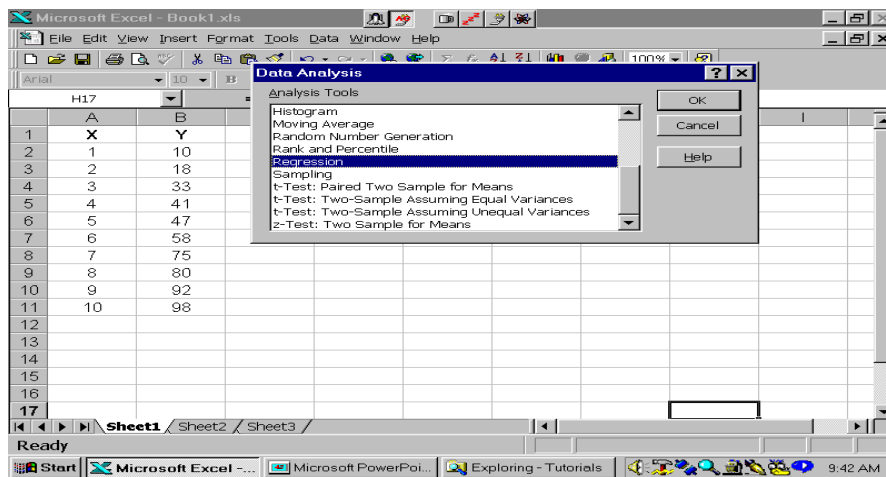 Microsoft Excel - Book1.xls
File Edit View Insert Format Tools Data Window Help
100%
Arial 10 B
Data Analysis
H17 =
Analysis Tools
Histogram
Moving Average
Random Number Generation
Rank and Percentile
Regression
Sampling
t-Test: Paired Two Sample for Means
t-Test: Two-Sample Assuming Equal Variances
t-Test: Two-Sample Assuming Unequal Variances
z-Test: Two Sample for Means
OK
Cancel
Help
A B I
1 X Y
2 1 10
3 2 18
4 3 33
5 4 41
6 5 47
7 6 58
8 7 75
9 8 80
10 9 92
11 10 98
12
13
14
15
16
17
Sheet1 Sheet2 Sheet3
Ready
Start Microsoft Excel -... Microsoft PowerPoi... Exploring - Tutorials 9:42 AM